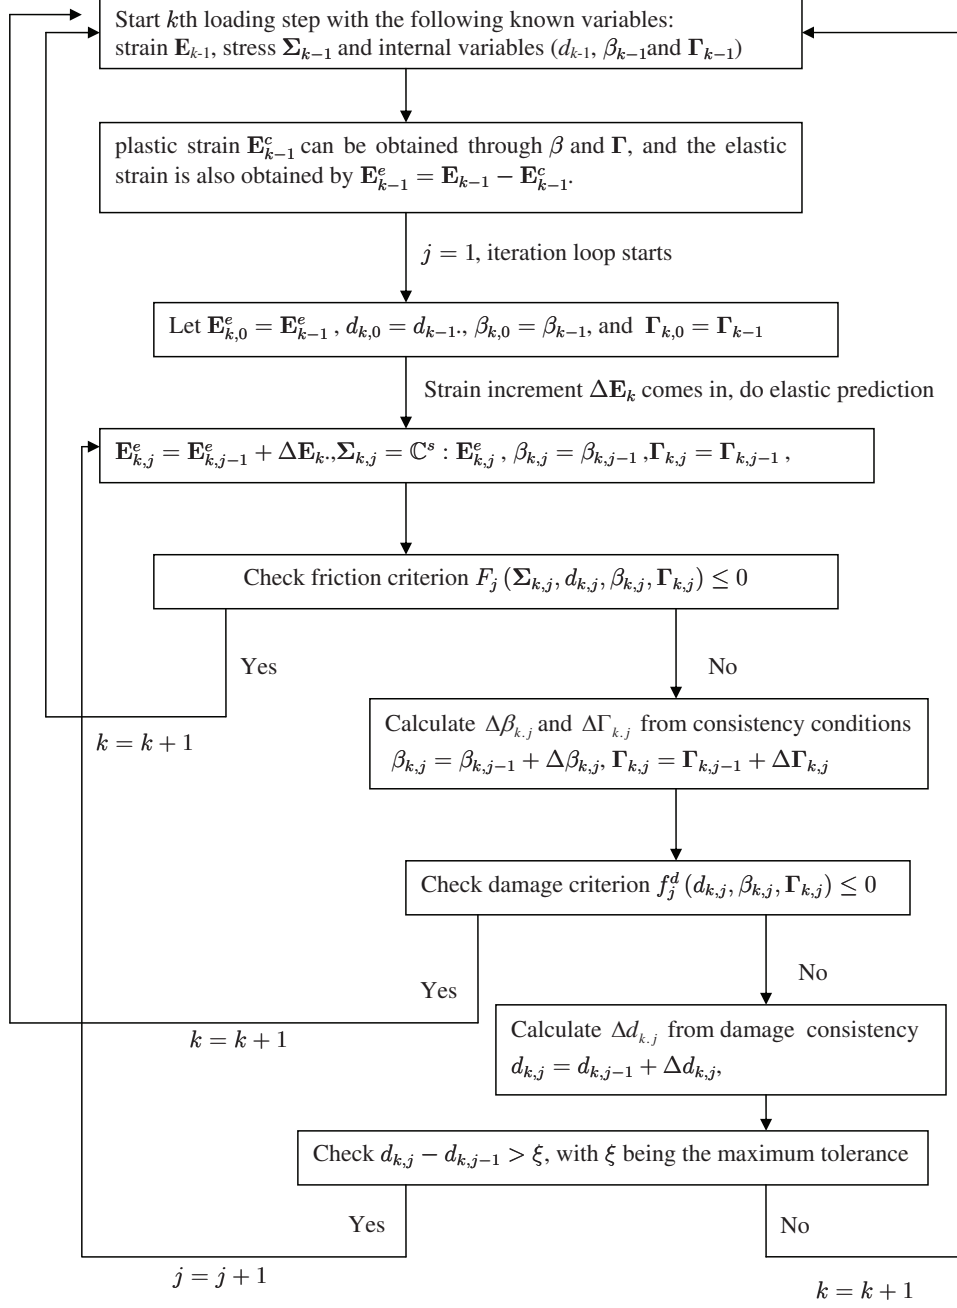 Start kth loading step with the following known variables:
strain 𝐄ₖ₋₁, stress 𝚺ₖ₋₁ and internal variables (dₖ₋₁, βₖ₋₁and 𝚪ₖ₋₁)
plastic strain 𝐄^c_{k−1} can be obtained through β and 𝚪, and the elastic
strain is also obtained by 𝐄^e_{k−1} = 𝐄_{k−1} − 𝐄^c_{k−1}.
j = 1, iteration loop starts
Let 𝐄^e_{k,0} = 𝐄^e_{k−1} , d_{k,0} = d_{k−1}., β_{k,0} = β_{k−1}, and 𝚪_{k,0} = 𝚪_{k−1}
Strain increment Δ𝐄_k comes in, do elastic prediction
𝐄^e_{k,j} = 𝐄^e_{k,j−1} + Δ𝐄_k.,𝚺_{k,j} = ℂ^s : 𝐄^e_{k,j} , β_{k,j} = β_{k,j−1} ,𝚪_{k,j} = 𝚪_{k,j−1} ,
Check friction criterion F_j (𝚺_{k,j}, d_{k,j}, β_{k,j}, 𝚪_{k,j}) ≤ 0
Yes
No
k = k + 1
Calculate Δβ_{k.j} and ΔΓ_{k.j} from consistency conditions
β_{k,j} = β_{k,j−1} + Δβ_{k,j}, 𝚪_{k,j} = 𝚪_{k,j−1} + Δ𝚪_{k,j}
Check damage criterion f^d_j (d_{k,j}, β_{k,j}, 𝚪_{k,j}) ≤ 0
Yes
No
k = k + 1
Calculate Δd_{k.j} from damage consistency
d_{k,j} = d_{k,j−1} + Δd_{k,j},
Check d_{k,j} − d_{k,j−1} > ξ, with ξ being the maximum tolerance
Yes
No
j = j + 1
k = k + 1